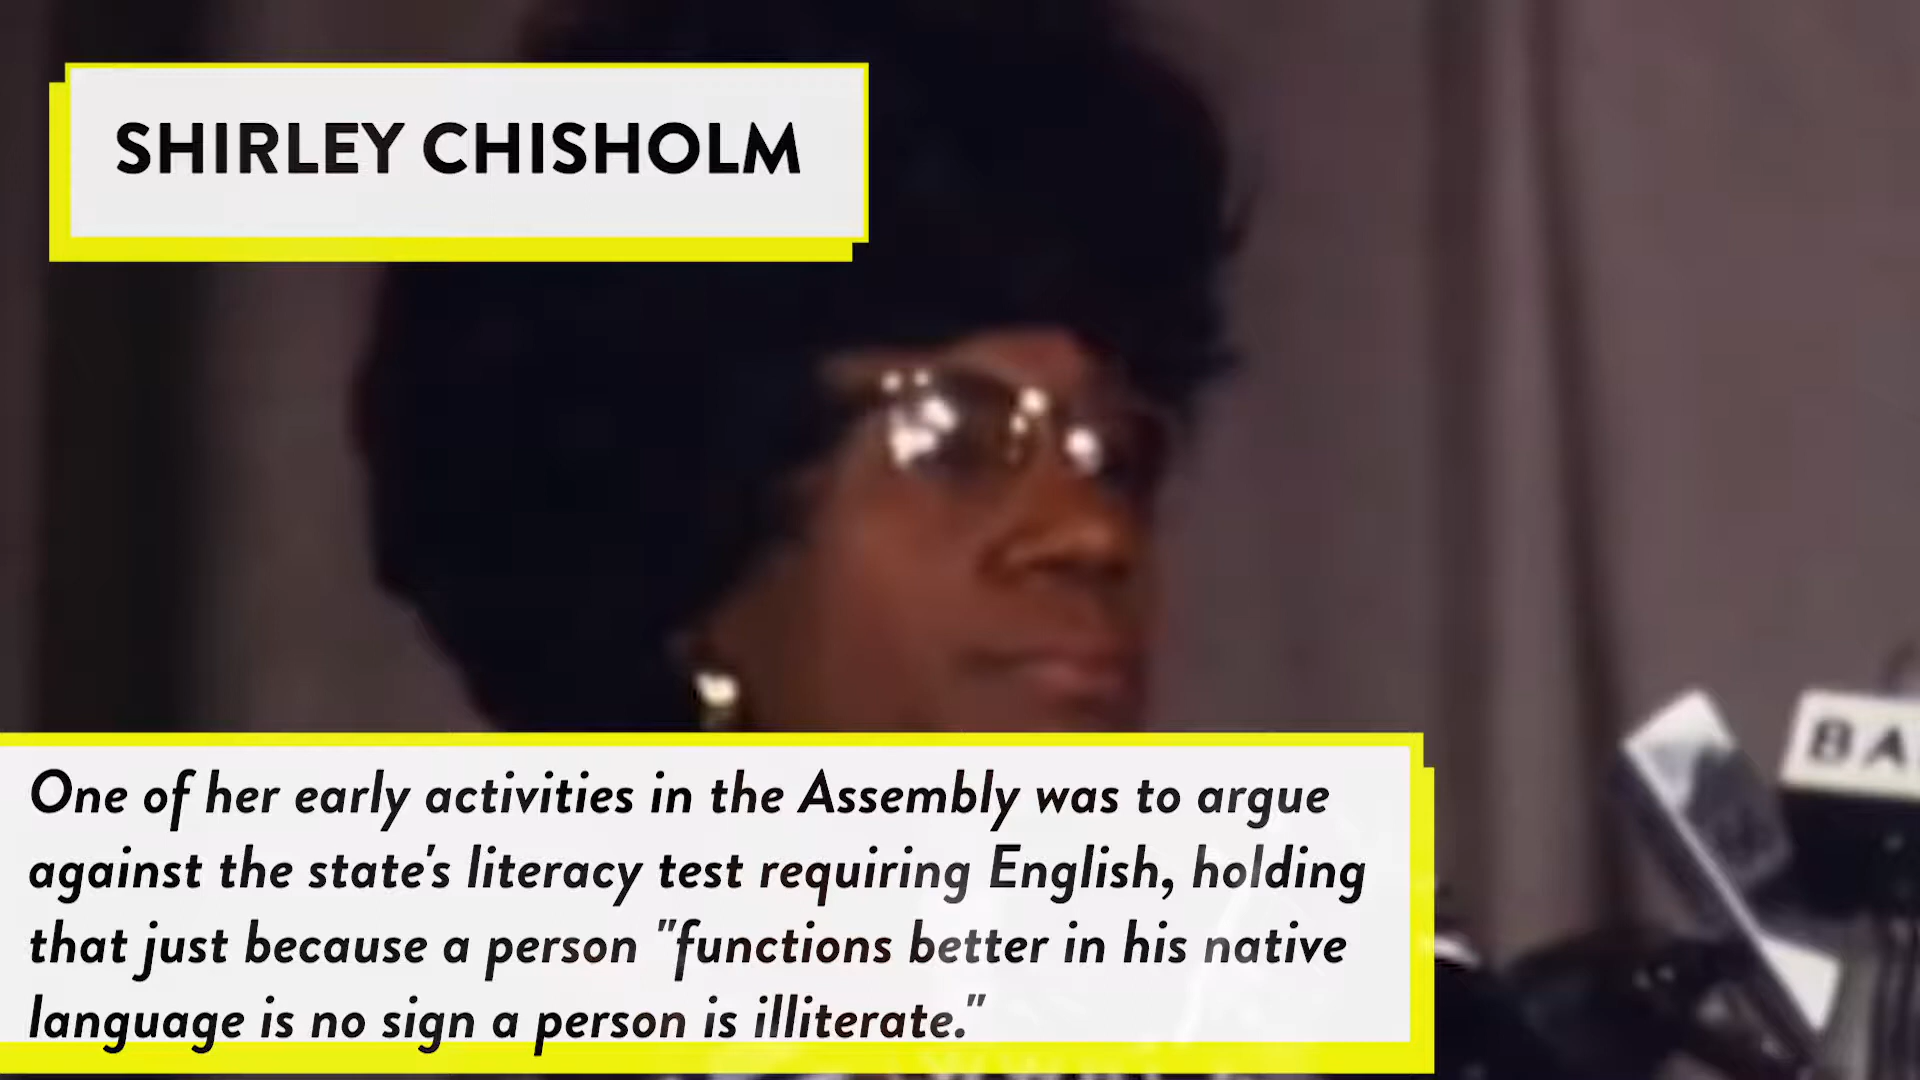 SHIRLEY CHISHOLM
One of her early activities in the Assembly was to argue
against the state's literacy test requiring English, holding
that just because a person "functions better in his native
language is no sign a person is illiterate."
BA